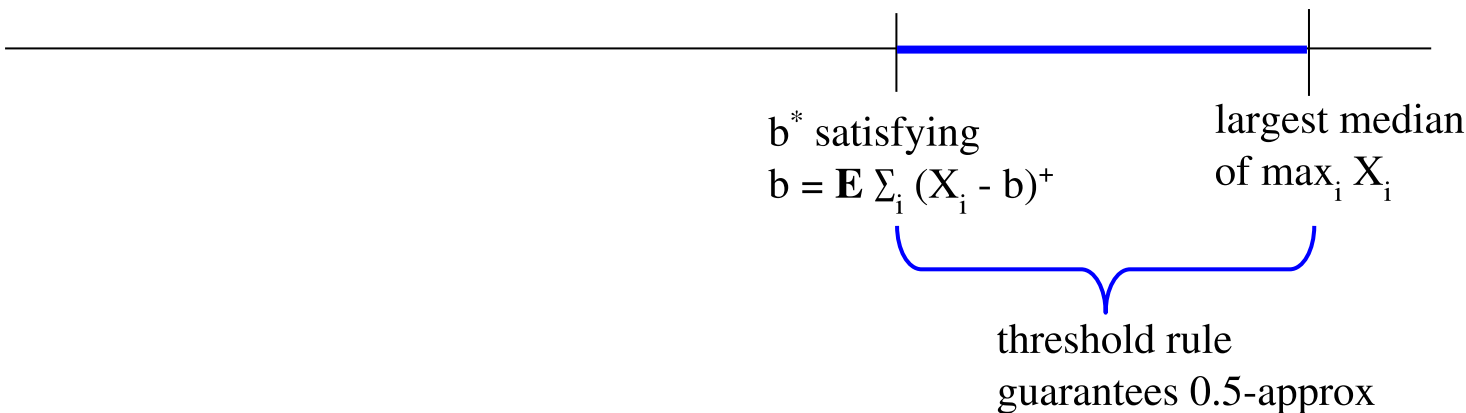 b* satisfying
b = E ∑i (Xi - b)+
largest median
of maxi Xi
threshold rule
guarantees 0.5-approx